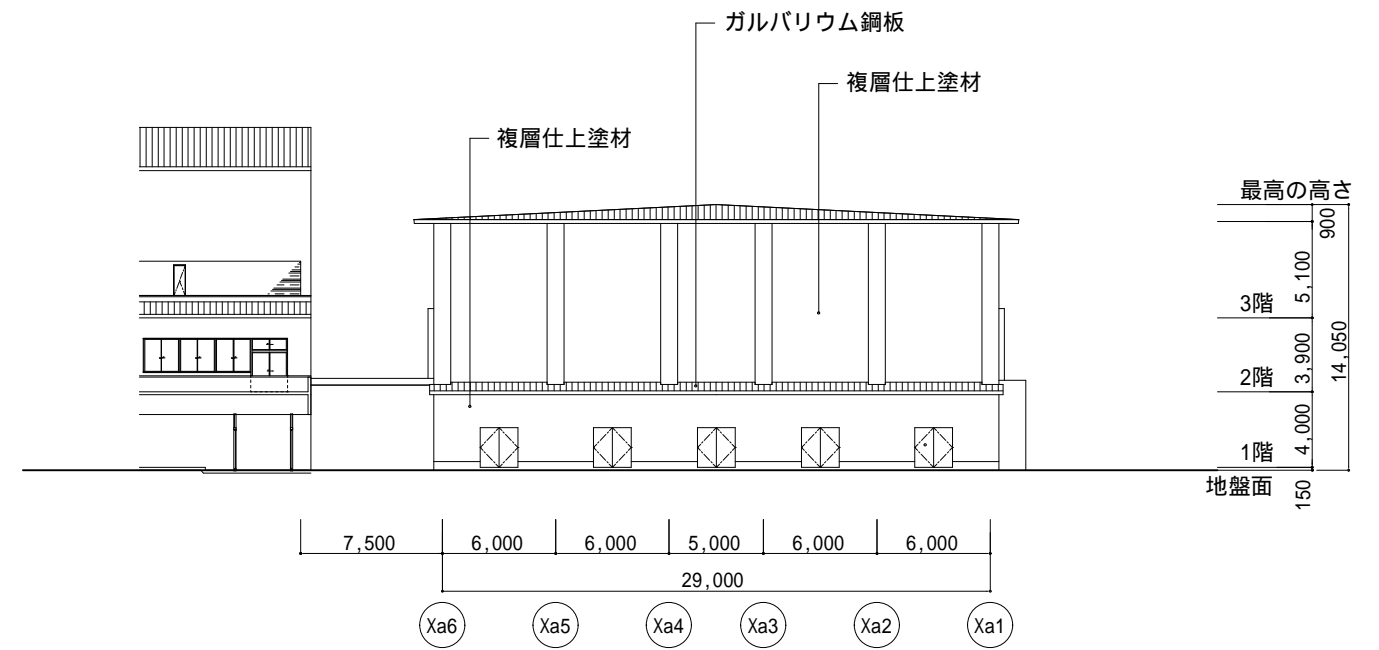 ガルバリウム鋼板
複層仕上塗材
複層仕上塗材
最高の高さ
900
5,100
3階
14,050
3,900
2階
4,000
1階
地盤面
150
7,500
6,000
6,000
5,000
6,000
6,000
29,000
Xa6
Xa5
Xa4
Xa3
Xa2
Xa1